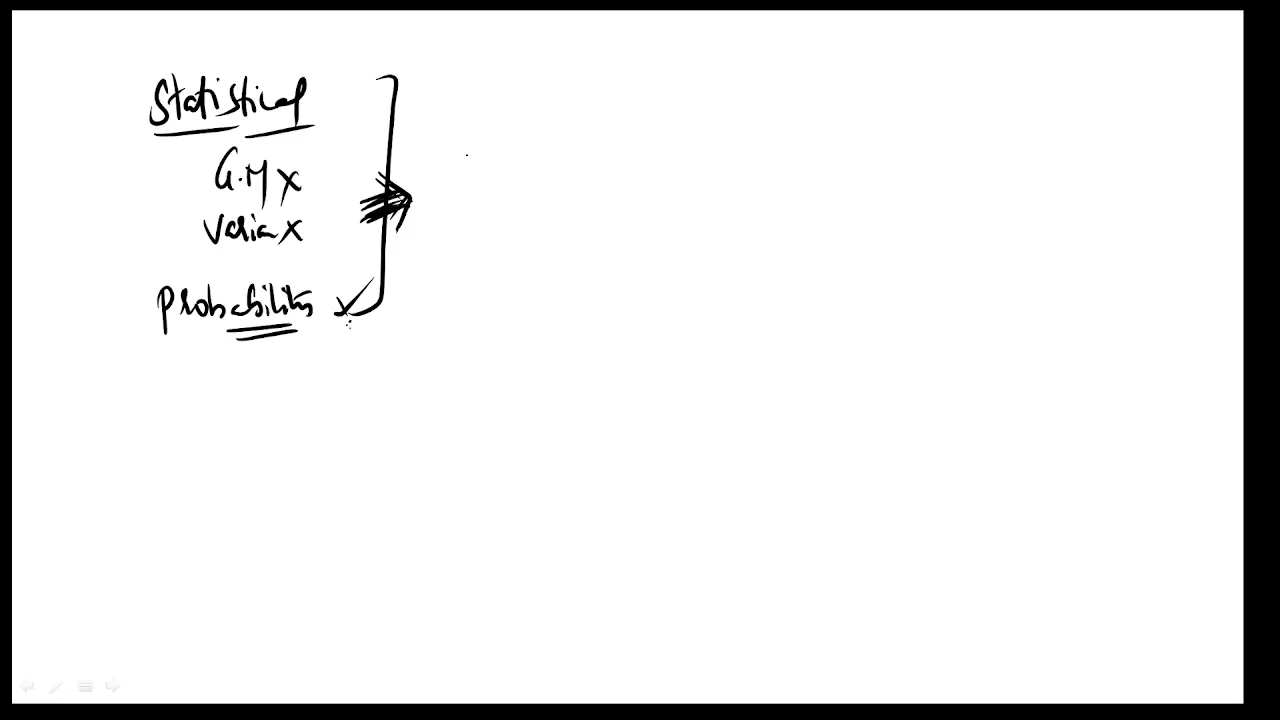 Statistical
G.M x
Varia x
Probability ✓